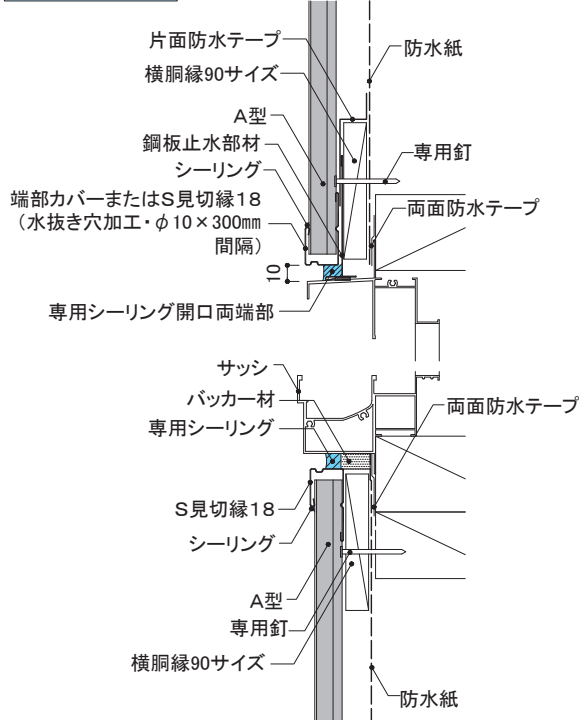 片面防水テープ
防水紙
横胴縁90サイズ
A型
専用釘
鋼板止水部材
シーリング
端部カバーまたはS見切縁18
（水抜き穴加工・φ10×300㎜
間隔）
両面防水テープ
10
専用シーリング開口両端部
サッシ
バッカー材
両面防水テープ
専用シーリング
S見切縁18
シーリング
A型
専用釘
横胴縁90サイズ
防水紙